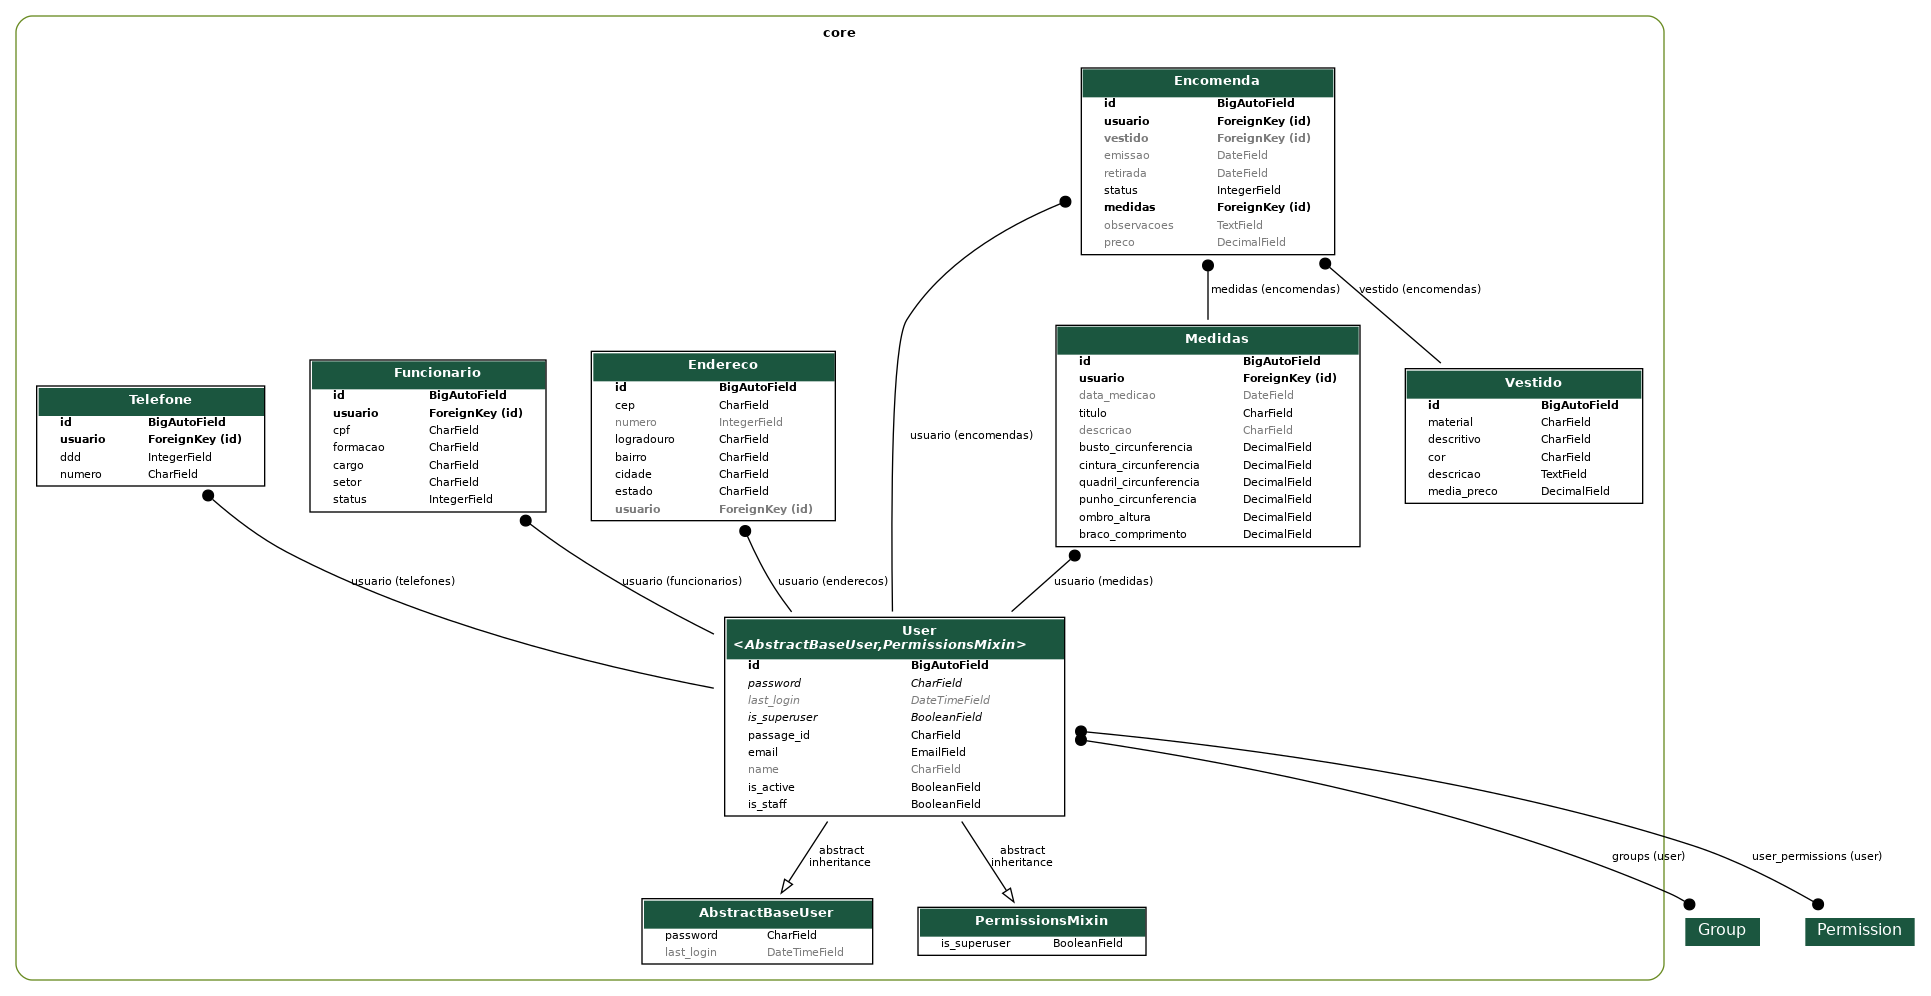 core
Encomenda
id BigAutoField
usuario ForeignKey (id)
vestido ForeignKey (id)
emissao DateField
retirada DateField
status IntegerField
medidas ForeignKey (id)
observacoes TextField
preco DecimalField
medidas (encomendas)
vestido (encomendas)
Telefone
id BigAutoField
usuario ForeignKey (id)
ddd IntegerField
numero CharField
Funcionario
id BigAutoField
usuario ForeignKey (id)
cpf CharField
formacao CharField
cargo CharField
setor CharField
status IntegerField
Endereco
id BigAutoField
cep CharField
numero IntegerField
logradouro CharField
bairro CharField
cidade CharField
estado CharField
usuario ForeignKey (id)
usuario (encomendas)
Medidas
id BigAutoField
usuario ForeignKey (id)
data_medicao DateField
titulo CharField
descricao CharField
busto_circunferencia DecimalField
cintura_circunferencia DecimalField
quadril_circunferencia DecimalField
punho_circunferencia DecimalField
ombro_altura DecimalField
braco_comprimento DecimalField
Vestido
id BigAutoField
material CharField
descritivo CharField
cor CharField
descricao TextField
media_preco DecimalField
usuario (telefones)
usuario (funcionarios)
usuario (enderecos)
usuario (medidas)
User
<AbstractBaseUser,PermissionsMixin>
id BigAutoField
password CharField
last_login DateTimeField
is_superuser BooleanField
passage_id CharField
email EmailField
name CharField
is_active BooleanField
is_staff BooleanField
abstract
inheritance
abstract
inheritance
groups (user)
user_permissions (user)
AbstractBaseUser
password CharField
last_login DateTimeField
PermissionsMixin
is_superuser BooleanField
Group
Permission